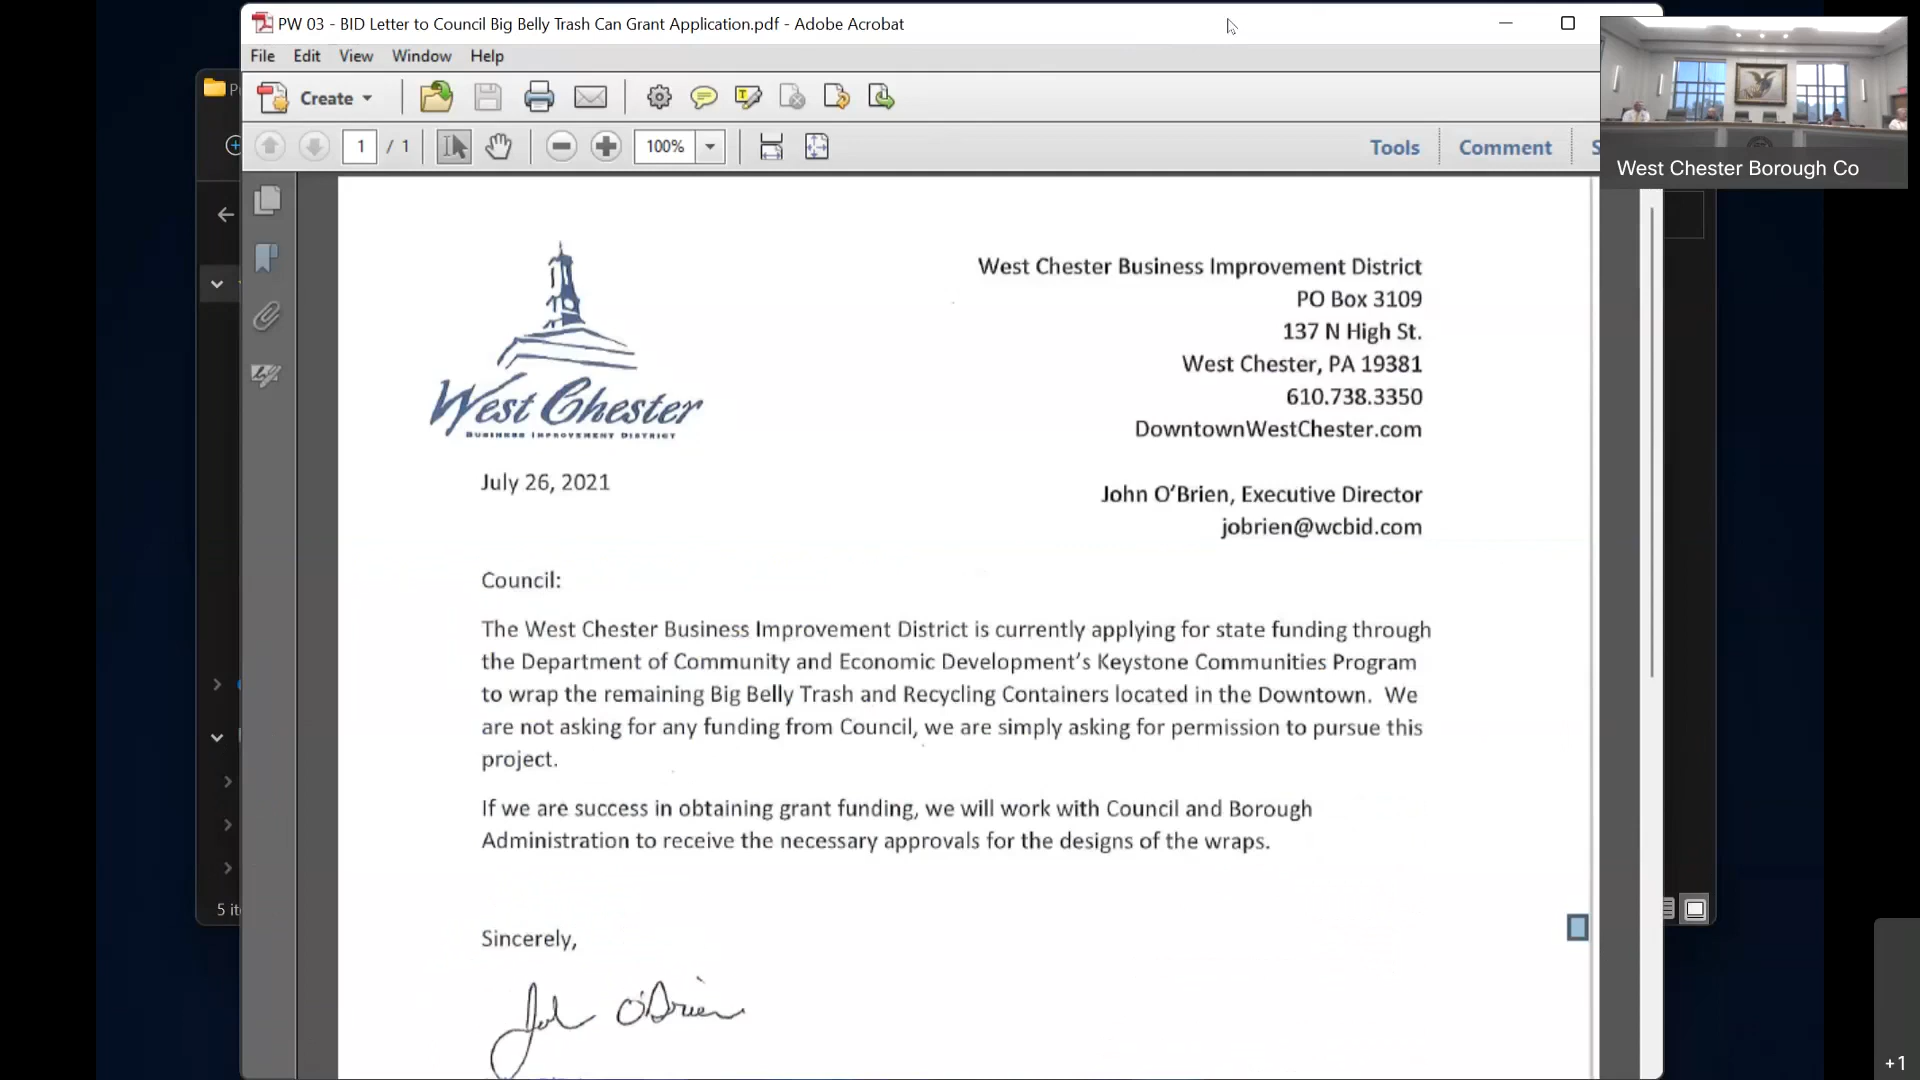 PW 03 - BID Letter to Council Big Belly Trash Can Grant Application.pdf - Adobe Acrobat
File Edit View Window Help
Create
1 / 1 100% Tools Comment
West Chester Borough Co
West Chester
BUSINESS IMPROVEMENT DISTRICT
West Chester Business Improvement District
PO Box 3109
137 N High St.
West Chester, PA 19381
610.738.3350
DowntownWestChester.com
July 26, 2021
John O'Brien, Executive Director
jobrien@wcbid.com
Council:
The West Chester Business Improvement District is currently applying for state funding through
the Department of Community and Economic Development's Keystone Communities Program
to wrap the remaining Big Belly Trash and Recycling Containers located in the Downtown. We
are not asking for any funding from Council, we are simply asking for permission to pursue this
project.
If we are success in obtaining grant funding, we will work with Council and Borough
Administration to receive the necessary approvals for the designs of the wraps.
Sincerely,
John O'Brien
5 it
+1